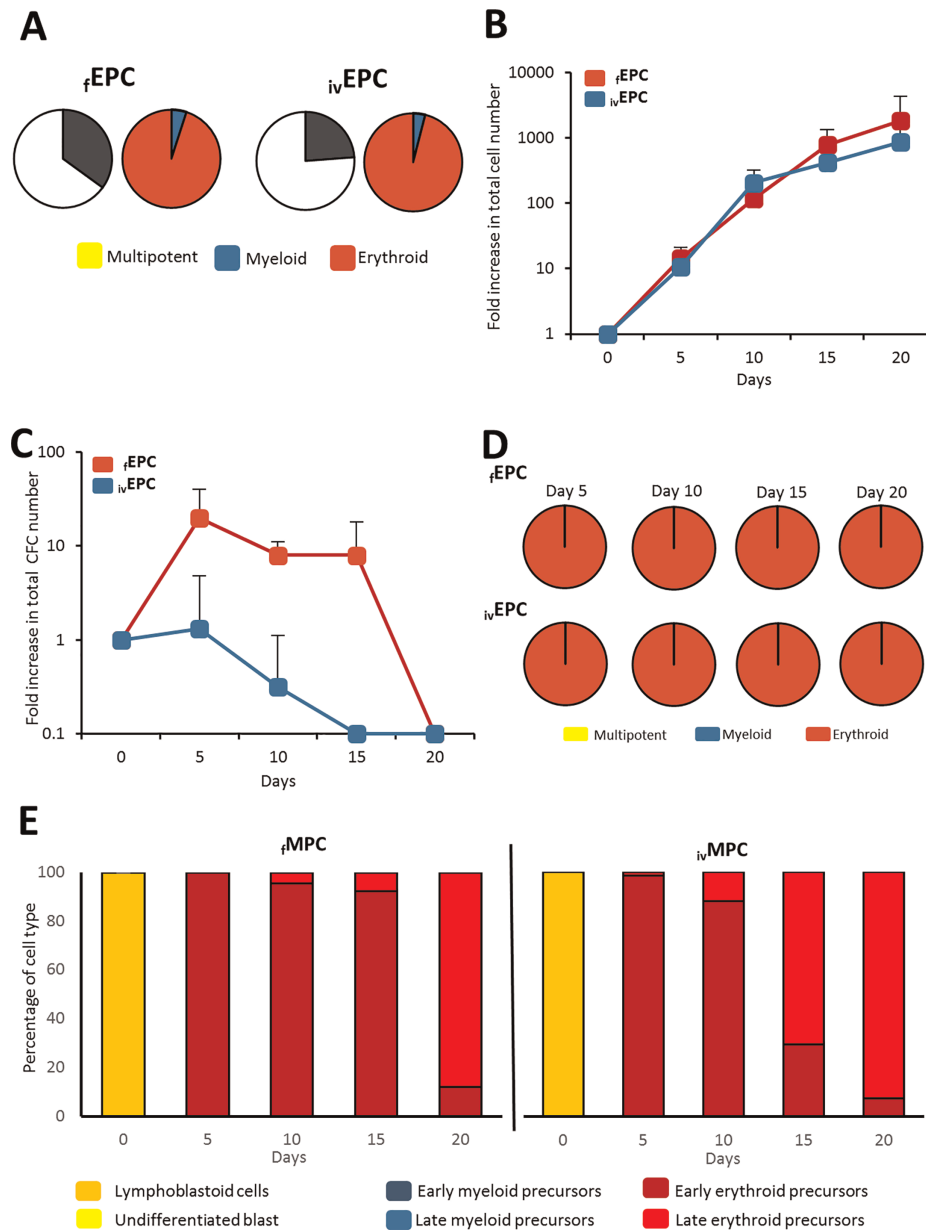 A
fEPC
ivEPC
Multipotent
Myeloid
Erythroid
B
fEPC
ivEPC
Fold increase in total cell number
10000
1000
100
10
1
0 5 10 15 20
Days
C
fEPC
ivEPC
Fold increase in total CFC number
100
10
1
0.1
0 5 10 15 20
Days
D
fEPC
Day 5 Day 10 Day 15 Day 20
ivEPC
Multipotent Myeloid Erythroid
E
fMPC
ivMPC
Percentage of cell type
100
80
60
40
20
0
0 5 10 15 20
Days
0 5 10 15 20
Days
Lymphoblastoid cells
Undifferentiated blast
Early myeloid precursors
Late myeloid precursors
Early erythroid precursors
Late erythroid precursors